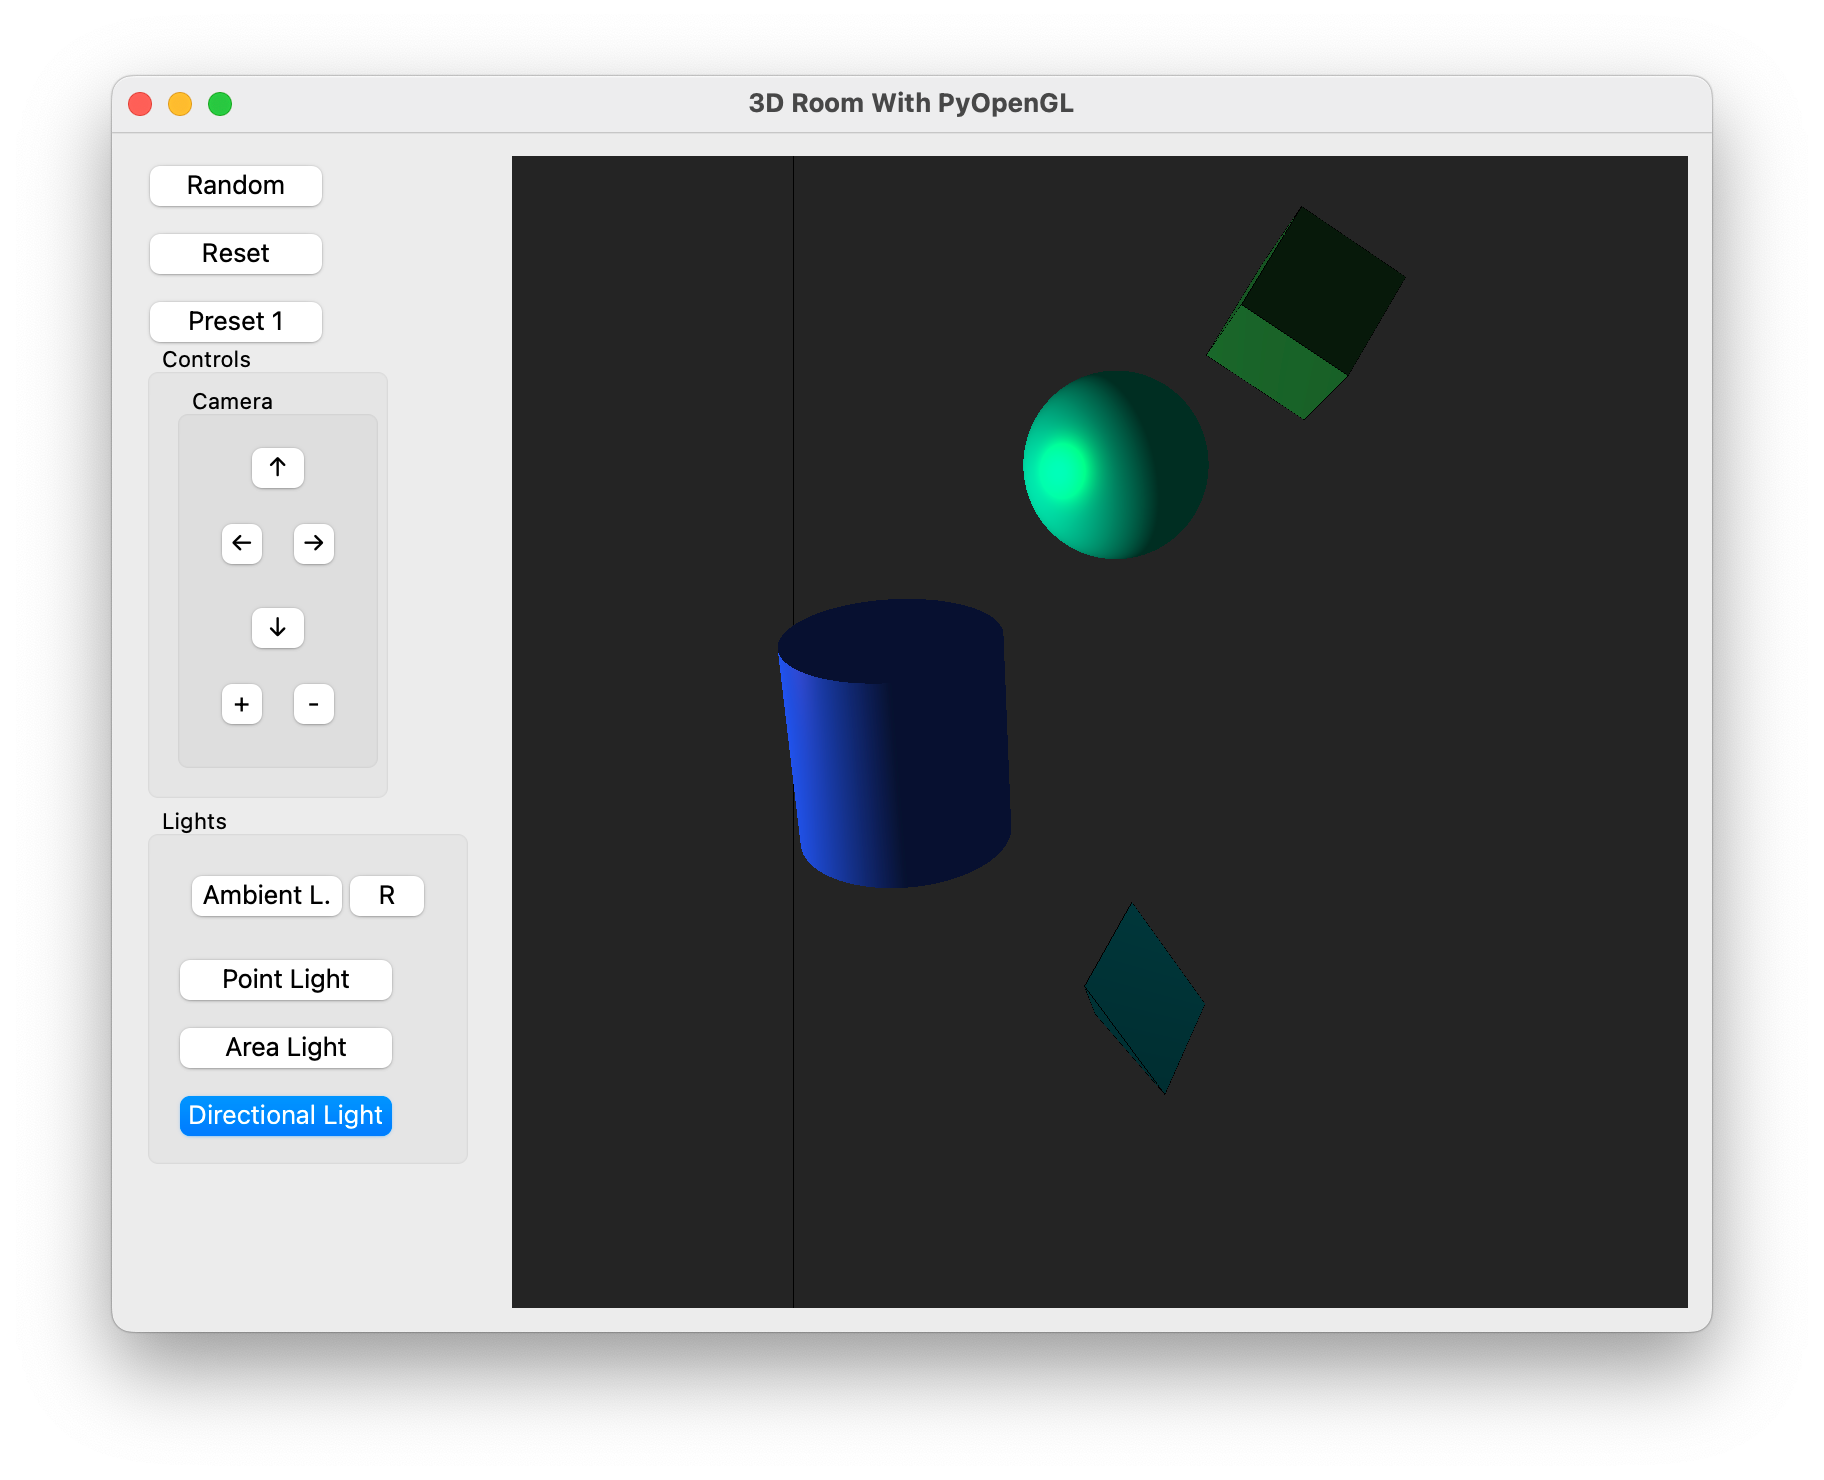 3D Room With PyOpenGL
Random
Reset
Preset 1
Controls
Camera
↑
← →
↓
+ -
Lights
Ambient L. R
Point Light
Area Light
Directional Light